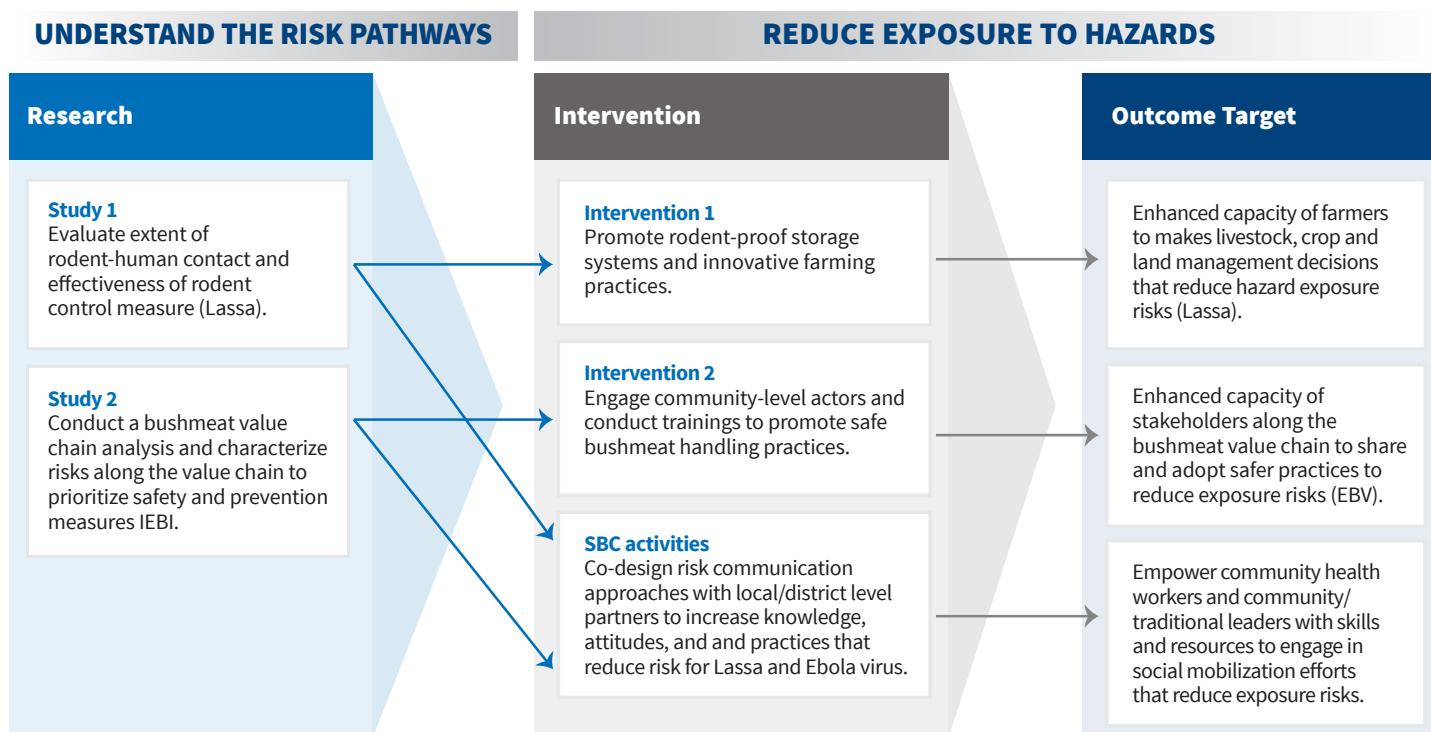 UNDERSTAND THE RISK PATHWAYS
REDUCE EXPOSURE TO HAZARDS
Research
Study 1
Evaluate extent of
rodent-human contact and
effectiveness of rodent
control measure (Lassa).
Study 2
Conduct a bushmeat value
chain analysis and characterize
risks along the value chain to
prioritize safety and prevention
measures IEBI.
Intervention
Intervention 1
Promote rodent-proof storage
systems and innovative farming
practices.
Intervention 2
Engage community-level actors and
conduct trainings to promote safe
bushmeat handling practices.
SBC activities
Co-design risk communication
approaches with local/district level
partners to increase knowledge,
attitudes, and and practices that
reduce risk for Lassa and Ebola virus.
Outcome Target
Enhanced capacity of farmers
to makes livestock, crop and
land management decisions
that reduce hazard exposure
risks (Lassa).
Enhanced capacity of
stakeholders along the
bushmeat value chain to share
and adopt safer practices to
reduce exposure risks (EBV).
Empower community health
workers and community/
traditional leaders with skills
and resources to engage in
social mobilization efforts
that reduce exposure risks.